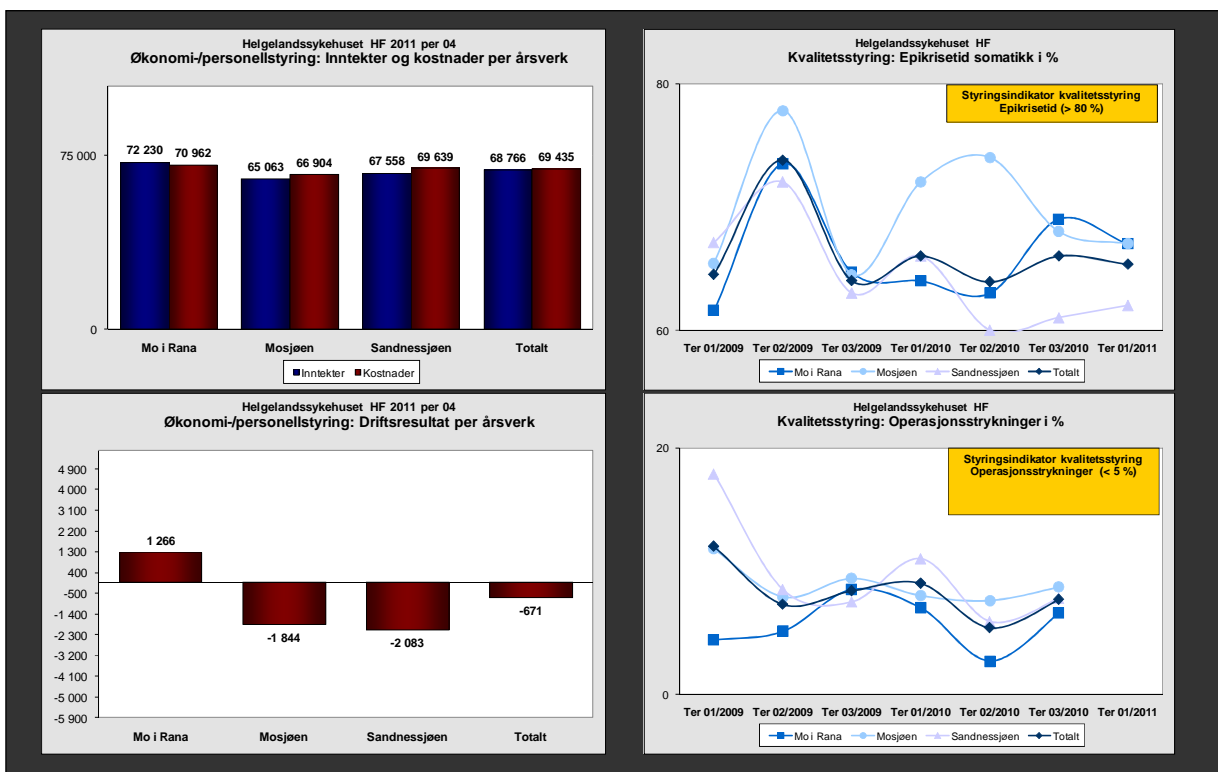 Helgelandssykehuset HF 2011 per 04
Økonomi-/personellstyring: Inntekter og kostnader per årsverk
75 000
0
72 230
70 962
65 063
66 904
67 558
69 639
68 766
69 435
Mo i Rana
Mosjøen
Sandnessjøen
Totalt
Inntekter
Kostnader
Helgelandssykehuset HF
Kvalitetsstyring: Epikrisetid somatikk i %
80
60
Styringsindikator kvalitetsstyring
Epikrisetid (> 80 %)
Ter 01/2009 Ter 02/2009 Ter 03/2009 Ter 01/2010 Ter 02/2010 Ter 03/2010 Ter 01/2011
Mo i Rana Mosjøen Sandnessjøen Totalt
Helgelandssykehuset HF 2011 per 04
Økonomi-/personellstyring: Driftsresultat per årsverk
4 900
4 000
3 100
2 200
1 300
400
-500
-1 400
-2 300
-3 200
-4 100
-5 000
-5 900
1 266
-1 844
-2 083
-671
Mo i Rana
Mosjøen
Sandnessjøen
Totalt
Helgelandssykehuset HF
Kvalitetsstyring: Operasjonsstrykninger i %
20
0
Styringsindikator kvalitetsstyring
Operasjonsstrykninger (< 5 %)
Ter 01/2009 Ter 02/2009 Ter 03/2009 Ter 01/2010 Ter 02/2010 Ter 03/2010 Ter 01/2011
Mo i Rana Mosjøen Sandnessjøen Totalt